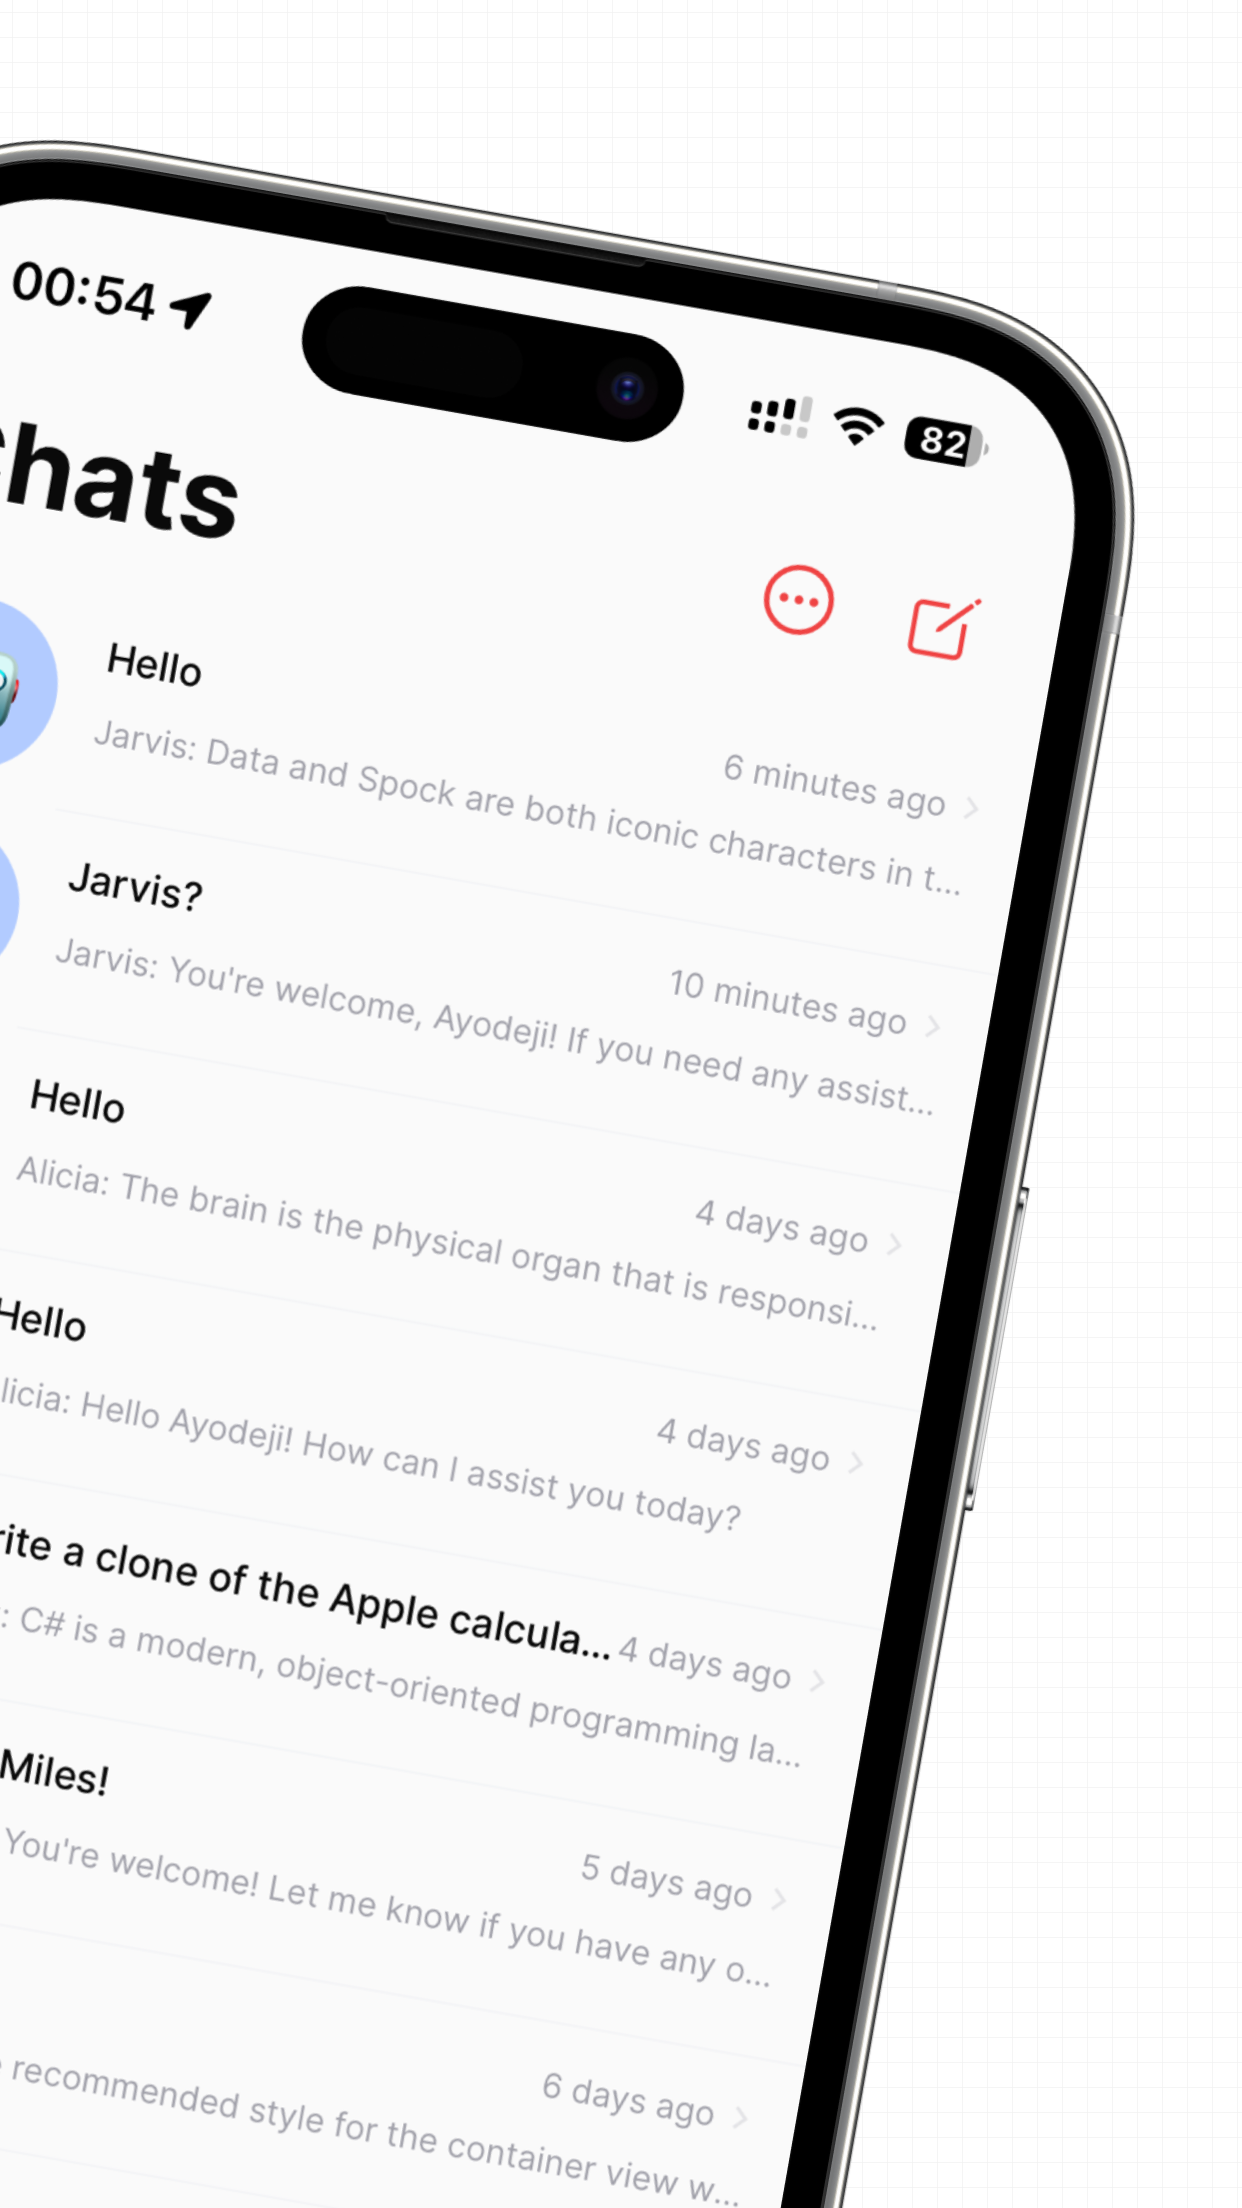 00:54
82
hats
Hello
6 minutes ago
Jarvis: Data and Spock are both iconic characters in t...
Jarvis?
10 minutes ago
Jarvis: You're welcome, Ayodeji! If you need any assist...
Hello
4 days ago
Alicia: The brain is the physical organ that is responsi...
Hello
4 days ago
licia: Hello Ayodeji! How can I assist you today?
rite a clone of the Apple calcula...
4 days ago
: C# is a modern, object-oriented programming la...
Miles!
5 days ago
You're welcome! Let me know if you have any o...
6 days ago
recommended style for the container view w...